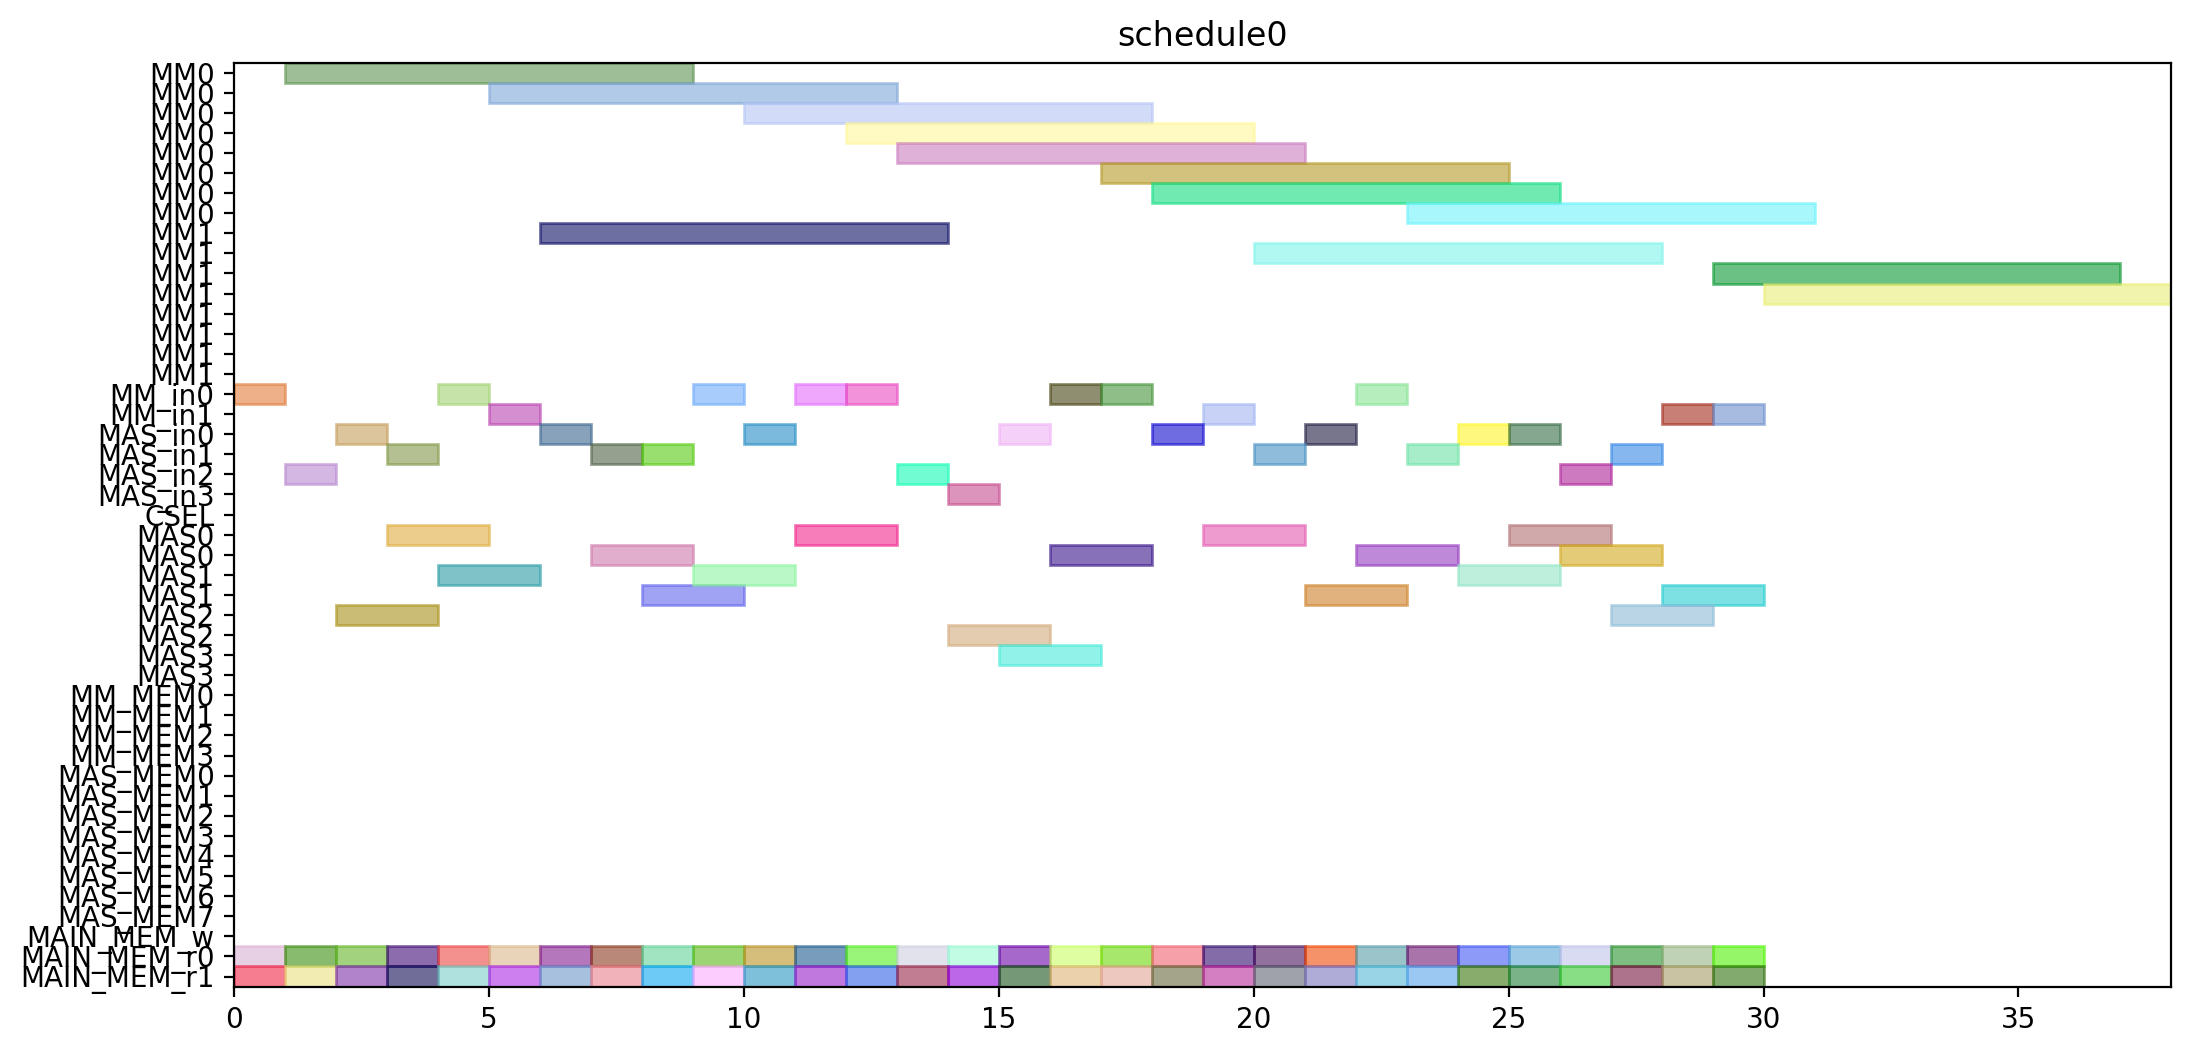 schedule0
MM0
MM0
MM0
MM0
MM0
MM0
MM0
MM0
MM1
MM1
MM1
MM1
MM1
MM1
MM1
MM1
MM_in0
MM_in1
MAS_in0
MAS_in1
MAS_in2
MAS_in3
CSEL
MAS0
MAS0
MAS1
MAS1
MAS2
MAS2
MAS3
MAS3
MM_MEM0
MM_MEM1
MM_MEM2
MM_MEM3
MAS_MEM0
MAS_MEM1
MAS_MEM2
MAS_MEM3
MAS_MEM4
MAS_MEM5
MAS_MEM6
MAS_MEM7
MAIN_MEM_w
MAIN_MEM_r0
MAIN_MEM_r1
0 5 10 15 20 25 30 35